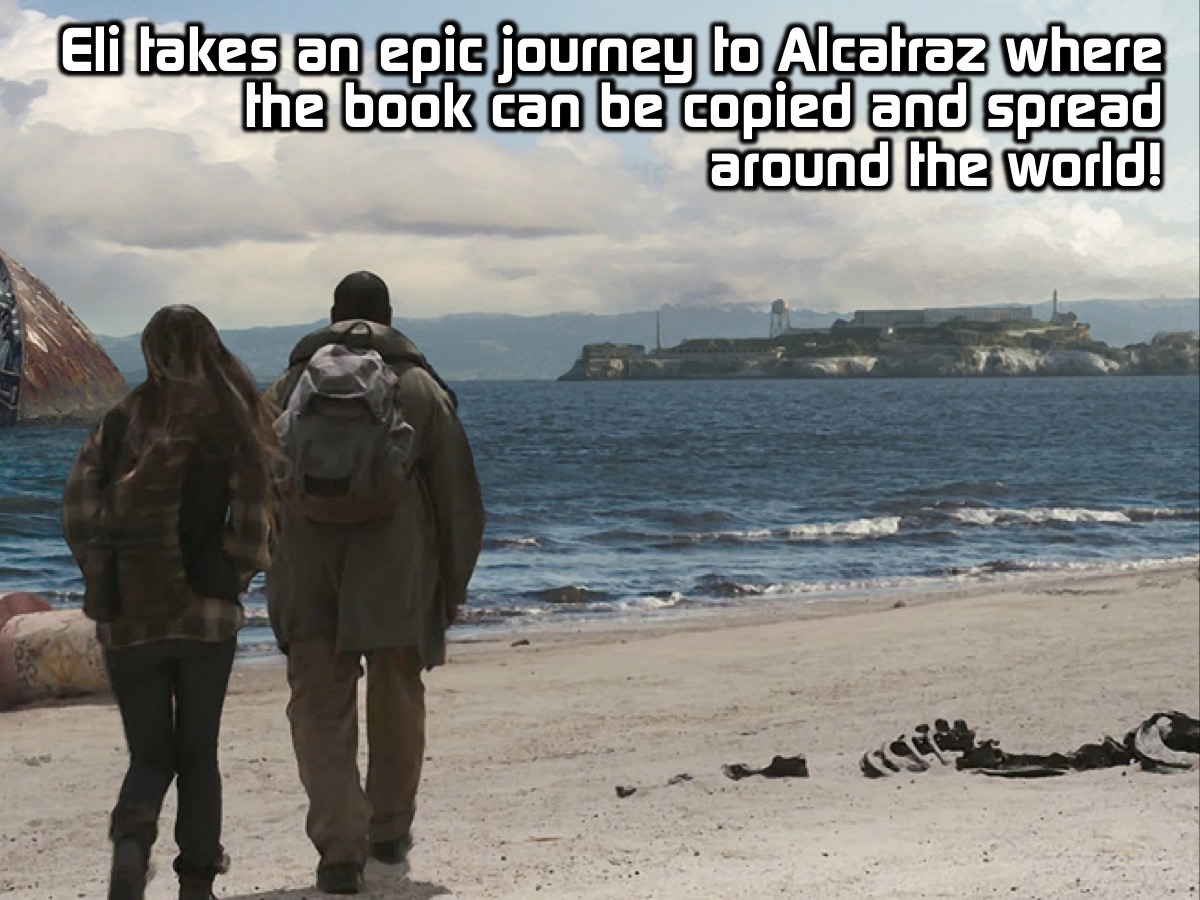 Eli takes an epic journey to Alcatraz where
the book can be copied and spread
around the world!